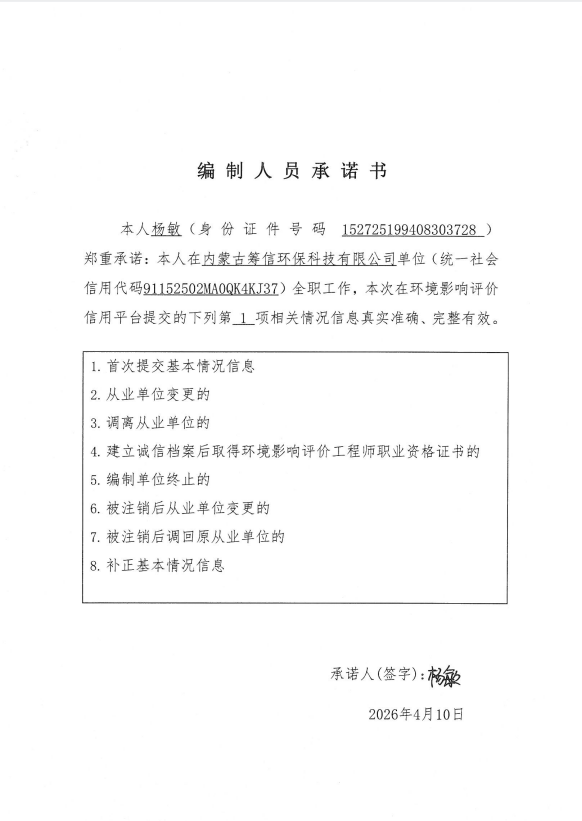 编制人员承诺书
本人杨敏（身份证件号码 152725199408303728）
郑重承诺：本人在内蒙古筹信环保科技有限公司单位（统一社会
信用代码91152502MA0QK4KJ37）全职工作，本次在环境影响评价
信用平台提交的下列第 1 项相关情况信息真实准确、完整有效。
1. 首次提交基本情况信息
2. 从业单位变更的
3. 调离从业单位的
4. 建立诚信档案后取得环境影响评价工程师职业资格证书的
5. 编制单位终止的
6. 被注销后从业单位变更的
7. 被注销后调回原从业单位的
8. 补正基本情况信息
承诺人(签字)：杨敏
2026年4月10日